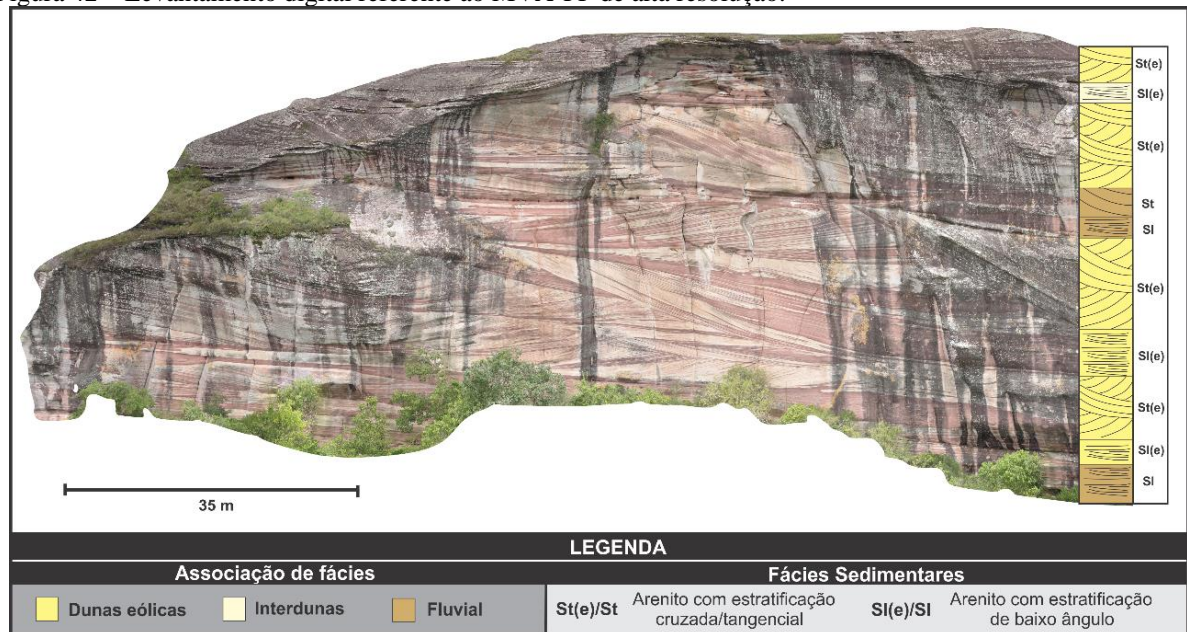 St(e)
Sl(e)
St(e)
St
Sl
St(e)
Sl(e)
St(e)
Sl(e)
Sl
35 m
LEGENDA
Associação de fácies
Fácies Sedimentares
Dunas eólicas
Interdunas
Fluvial
St(e)/St
Arenito com estratificação
cruzada/tangencial
Sl(e)/Sl
Arenito com estratificação
de baixo ângulo